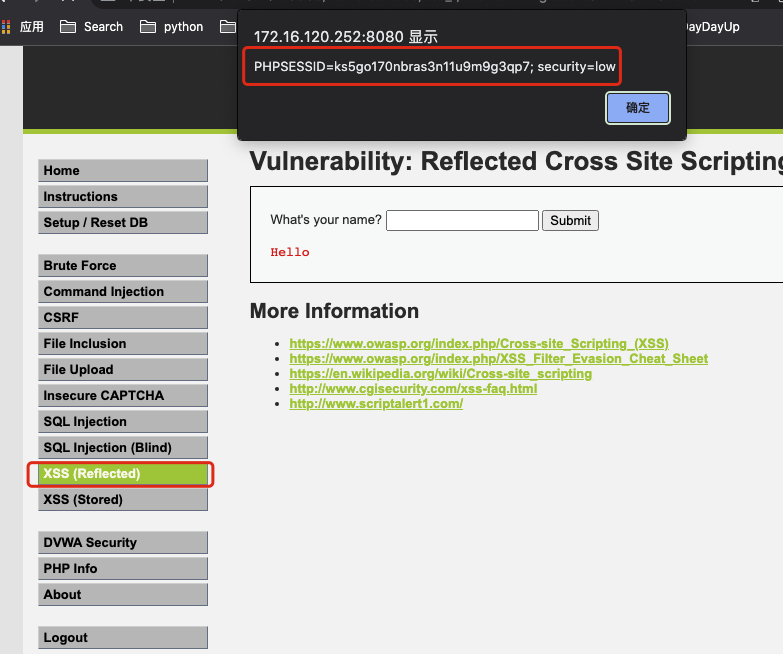 应用 Search python
172.16.120.252:8080 显示
PHPSESSID=ks5go170nbras3n11u9m9g3qp7; security=low
确定
ayDayUp
Home
Instructions
Setup / Reset DB
Brute Force
Command Injection
CSRF
File Inclusion
File Upload
Insecure CAPTCHA
SQL Injection
SQL Injection (Blind)
XSS (Reflected)
XSS (Stored)
DVWA Security
PHP Info
About
Logout
Vulnerability: Reflected Cross Site Scripting
What's your name? Submit
Hello
More Information
https://www.owasp.org/index.php/Cross-site_Scripting_(XSS)
https://www.owasp.org/index.php/XSS_Filter_Evasion_Cheat_Sheet
https://en.wikipedia.org/wiki/Cross-site_scripting
http://www.cgisecurity.com/xss-faq.html
http://www.scriptalert1.com/